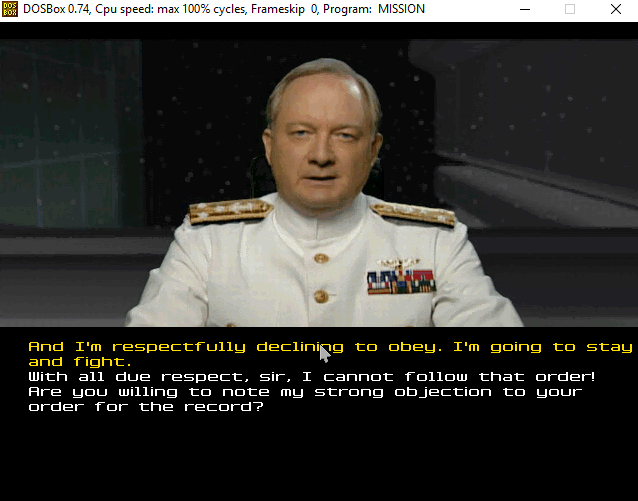 DOS
BOX
DOSBox 0.74, Cpu speed: max 100% cycles, Frameskip 0, Program: MISSION
And I'm respectfully declining to obey. I'm going to stay
and fight.
With all due respect, sir, I cannot follow that order!
Are you willing to note my strong objection to your
order for the record?